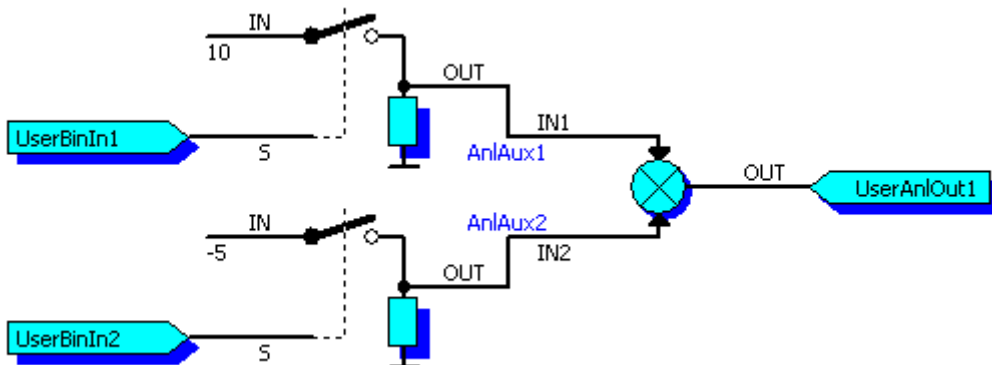 IN
10
OUT
UserBinIn1
S
IN1
AnlAux1
OUT
UserAnlOut1
IN
-5
AnlAux2
IN2
OUT
UserBinIn2
S